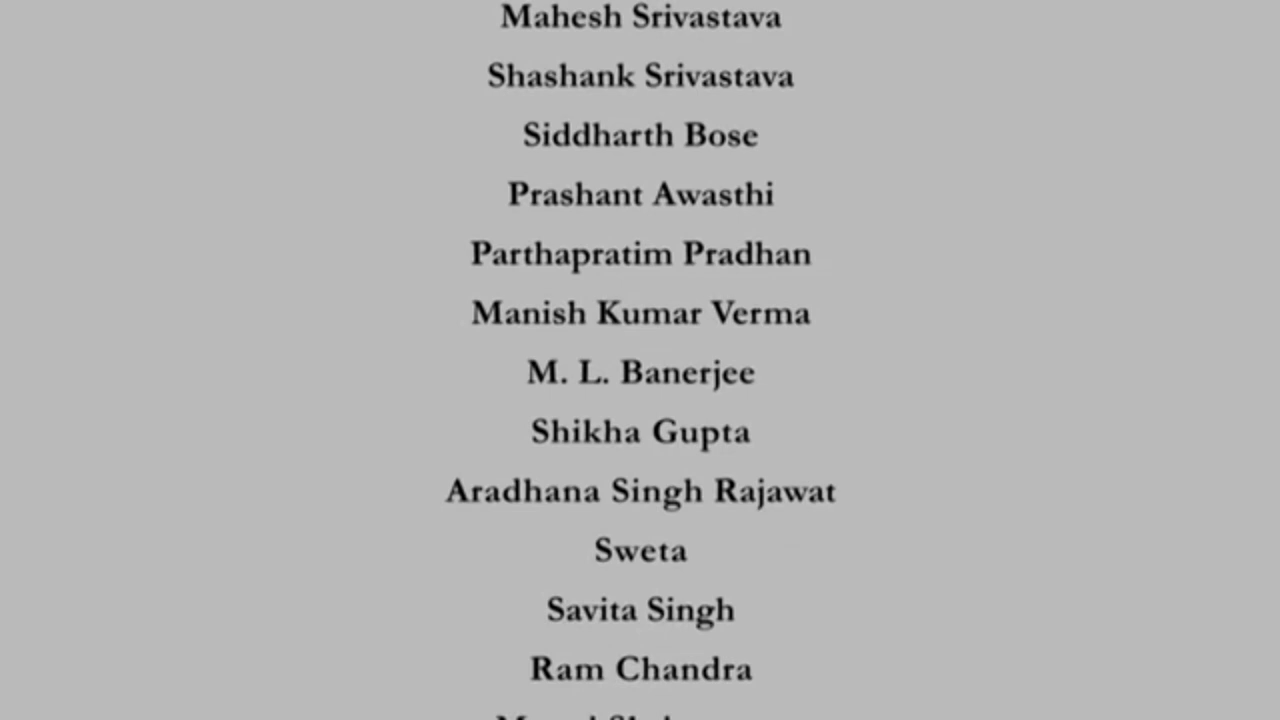 Mahesh Srivastava
Shashank Srivastava
Siddharth Bose
Prashant Awasthi
Parthapratim Pradhan
Manish Kumar Verma
M. L. Banerjee
Shikha Gupta
Aradhana Singh Rajawat
Sweta
Savita Singh
Ram Chandra